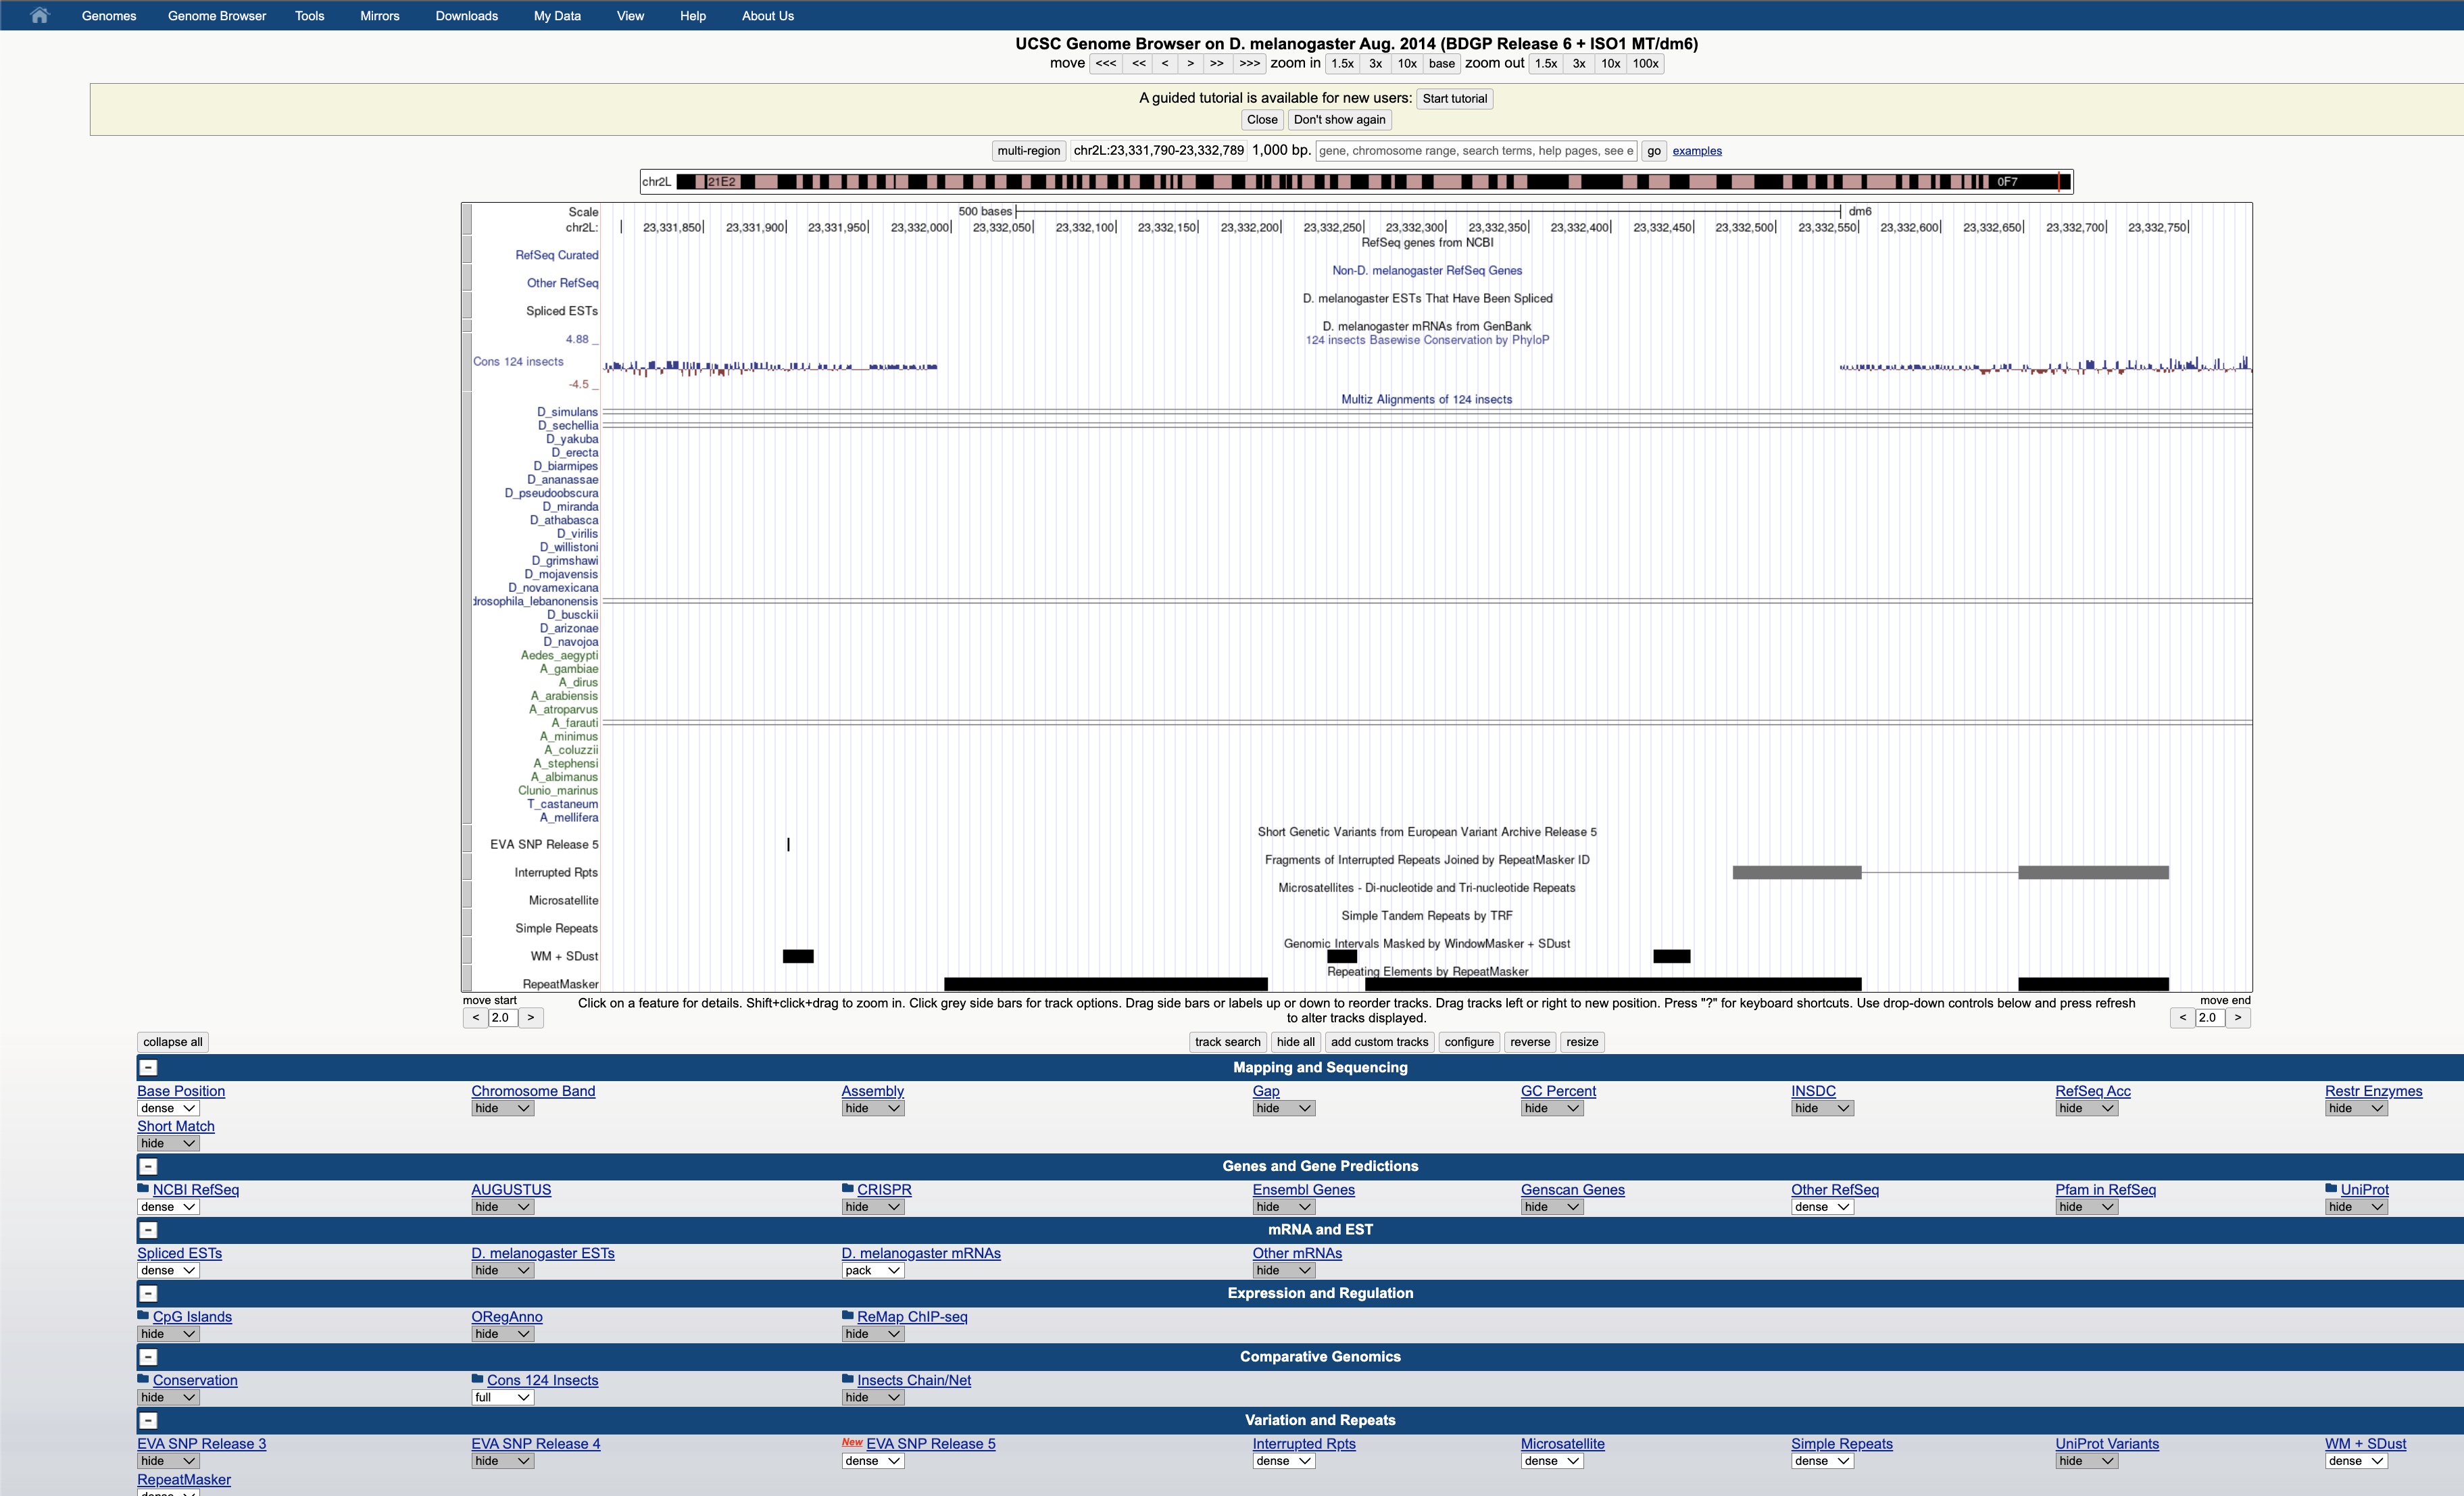 Genomes Genome Browser Tools Mirrors Downloads My Data View Help About Us
UCSC Genome Browser on D. melanogaster Aug. 2014 (BDGP Release 6 + ISO1 MT/dm6)
move <<< << < > >> >>> zoom in 1.5x 3x 10x base zoom out 1.5x 3x 10x 100x
A guided tutorial is available for new users: Start tutorial
Close Don't show again
multi-region chr2L:23,331,790-23,332,789 1,000 bp. gene, chromosome range, search terms, help pages, see e go examples
chr2L 21E2 0F7
Scale 500 bases dm6
chr2L: 23,331,850 23,331,900 23,331,950 23,332,000 23,332,050 23,332,100 23,332,150 23,332,200 23,332,250 23,332,300 23,332,350 23,332,400 23,332,450 23,332,500 23,332,550 23,332,600 23,332,650 23,332,700 23,332,750
RefSeq genes from NCBI
RefSeq Curated
Non-D. melanogaster RefSeq Genes
Other RefSeq
D. melanogaster ESTs That Have Been Spliced
Spliced ESTs
D. melanogaster mRNAs from GenBank
4.88 _ 124 insects Basewise Conservation by PhyloP
Cons 124 insects
-4.5 _
Multiz Alignments of 124 insects
D_simulans
D_sechellia
D_yakuba
D_erecta
D_biarmipes
D_ananassae
D_pseudoobscura
D_miranda
D_athabasca
D_virilis
D_willistoni
D_grimshawi
D_mojavensis
D_novamexicana
drosophila_lebanonensis
D_busckii
D_arizonae
D_navojoa
Aedes_aegypti
A_gambiae
A_dirus
A_arabiensis
A_atroparvus
A_farauti
A_minimus
A_coluzzii
A_stephensi
A_albimanus
Clunio_marinus
T_castaneum
A_mellifera
Short Genetic Variants from European Variant Archive Release 5
EVA SNP Release 5
Fragments of Interrupted Repeats Joined by RepeatMasker ID
Interrupted Rpts
Microsatellites - Di-nucleotide and Tri-nucleotide Repeats
Microsatellite
Simple Tandem Repeats by TRF
Simple Repeats
Genomic Intervals Masked by WindowMasker + SDust
WM + SDust
Repeating Elements by RepeatMasker
RepeatMasker
move start Click on a feature for details. Shift+click+drag to zoom in. Click grey side bars for track options. Drag side bars or labels up or down to reorder tracks. Drag tracks left or right to new position. Press "?" for keyboard shortcuts. Use drop-down controls below and press refresh move end
< 2.0 > to alter tracks displayed. < 2.0 >
collapse all track search hide all add custom tracks configure reverse resize
- Mapping and Sequencing
Base Position Chromosome Band Assembly Gap GC Percent INSDC RefSeq Acc Restr Enzymes
dense hide hide hide hide hide hide hide
Short Match
hide
- Genes and Gene Predictions
NCBI RefSeq AUGUSTUS CRISPR Ensembl Genes Genscan Genes Other RefSeq Pfam in RefSeq UniProt
dense hide hide hide hide dense hide hide
- mRNA and EST
Spliced ESTs D. melanogaster ESTs D. melanogaster mRNAs Other mRNAs
dense hide pack hide
- Expression and Regulation
CpG Islands ORegAnno ReMap ChIP-seq
hide hide hide
- Comparative Genomics
Conservation Cons 124 Insects Insects Chain/Net
hide full hide
- Variation and Repeats
EVA SNP Release 3 EVA SNP Release 4 New EVA SNP Release 5 Interrupted Rpts Microsatellite Simple Repeats UniProt Variants WM + SDust
hide hide dense dense dense dense hide dense
RepeatMasker